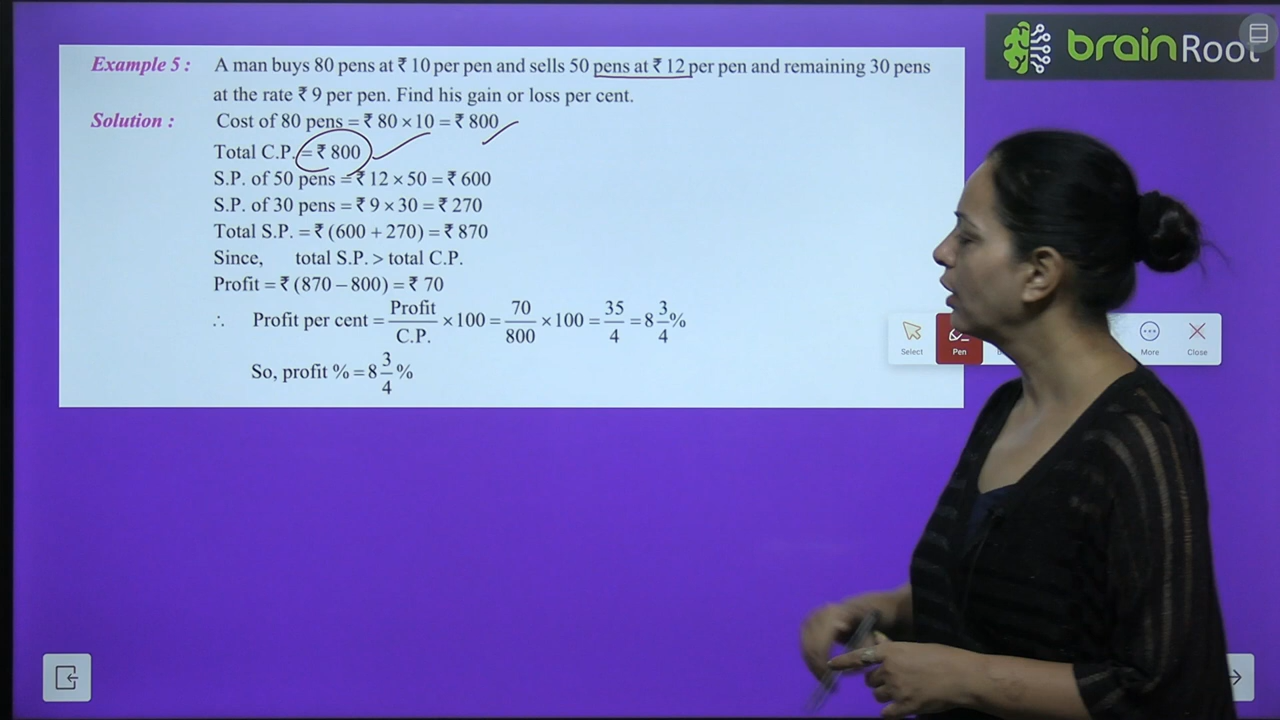 brainRoot
Example 5 : A man buys 80 pens at ₹ 10 per pen and sells 50 pens at ₹ 12 per pen and remaining 30 pens
at the rate ₹ 9 per pen. Find his gain or loss per cent.
Solution : Cost of 80 pens = ₹ 80 × 10 = ₹ 800
Total C.P. = ₹ 800
S.P. of 50 pens = ₹ 12 × 50 = ₹ 600
S.P. of 30 pens = ₹ 9 × 30 = ₹ 270
Total S.P. = ₹ (600 + 270) = ₹ 870
Since, total S.P. > total C.P.
Profit = ₹ (870 – 800) = ₹ 70
∴ Profit per cent = Profit/C.P. × 100 = 70/800 × 100 = 35/4 = 8 3/4 %
So, profit % = 8 3/4 %
Select Pen More Close